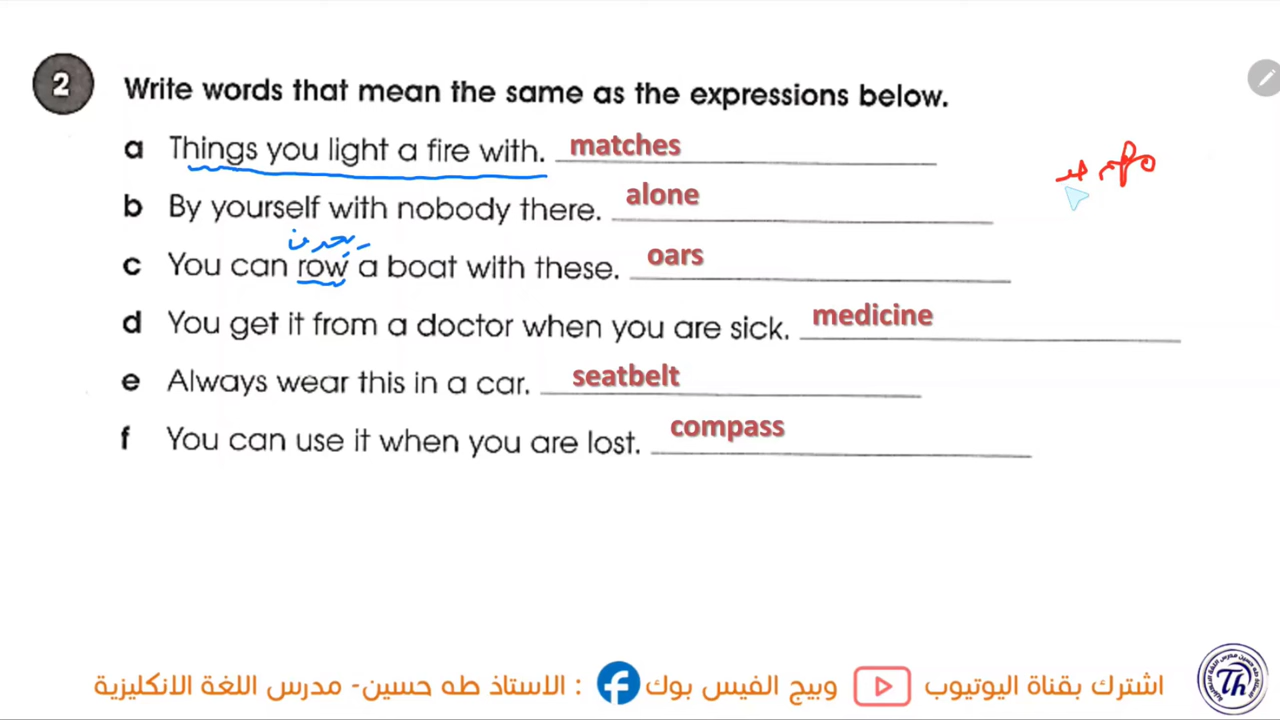 2 Write words that mean the same as the expressions below.
a Things you light a fire with. matches
b By yourself with nobody there. alone
c You can row a boat with these. oars
d You get it from a doctor when you are sick. medicine
e Always wear this in a car. seatbelt
f You can use it when you are lost. compass
اشترك بقناة اليوتيوب وبيج الفيس بوك : الاستاذ طه حسين- مدرس اللغة الانكليزية
Th